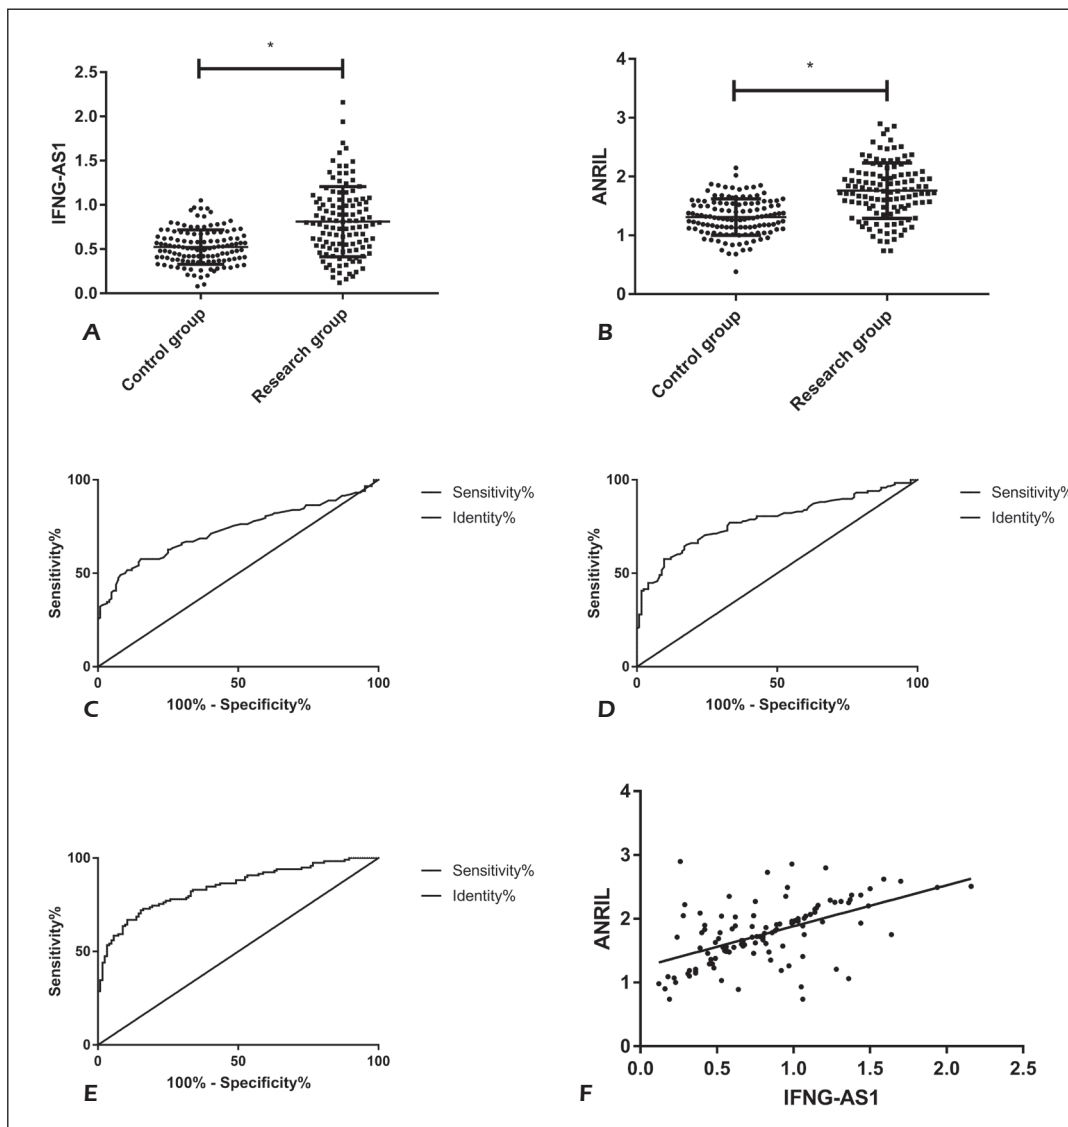 *
2.5
2.0
1.5
1.0
0.5
0.0
IFNG-AS1
Control group
Research group
A
*
4
3
2
1
0
ANRIL
Control group
Research group
B
100
50
0
Sensitivity%
0 50 100
100% - Specificity%
Sensitivity%
Identity%
C
100
50
0
Sensitivity%
0 50 100
100% - Specificity%
Sensitivity%
Identity%
D
100
50
0
Sensitivity%
0 50 100
100% - Specificity%
Sensitivity%
Identity%
E
4
3
2
1
0
ANRIL
0.0 0.5 1.0 1.5 2.0 2.5
IFNG-AS1
F